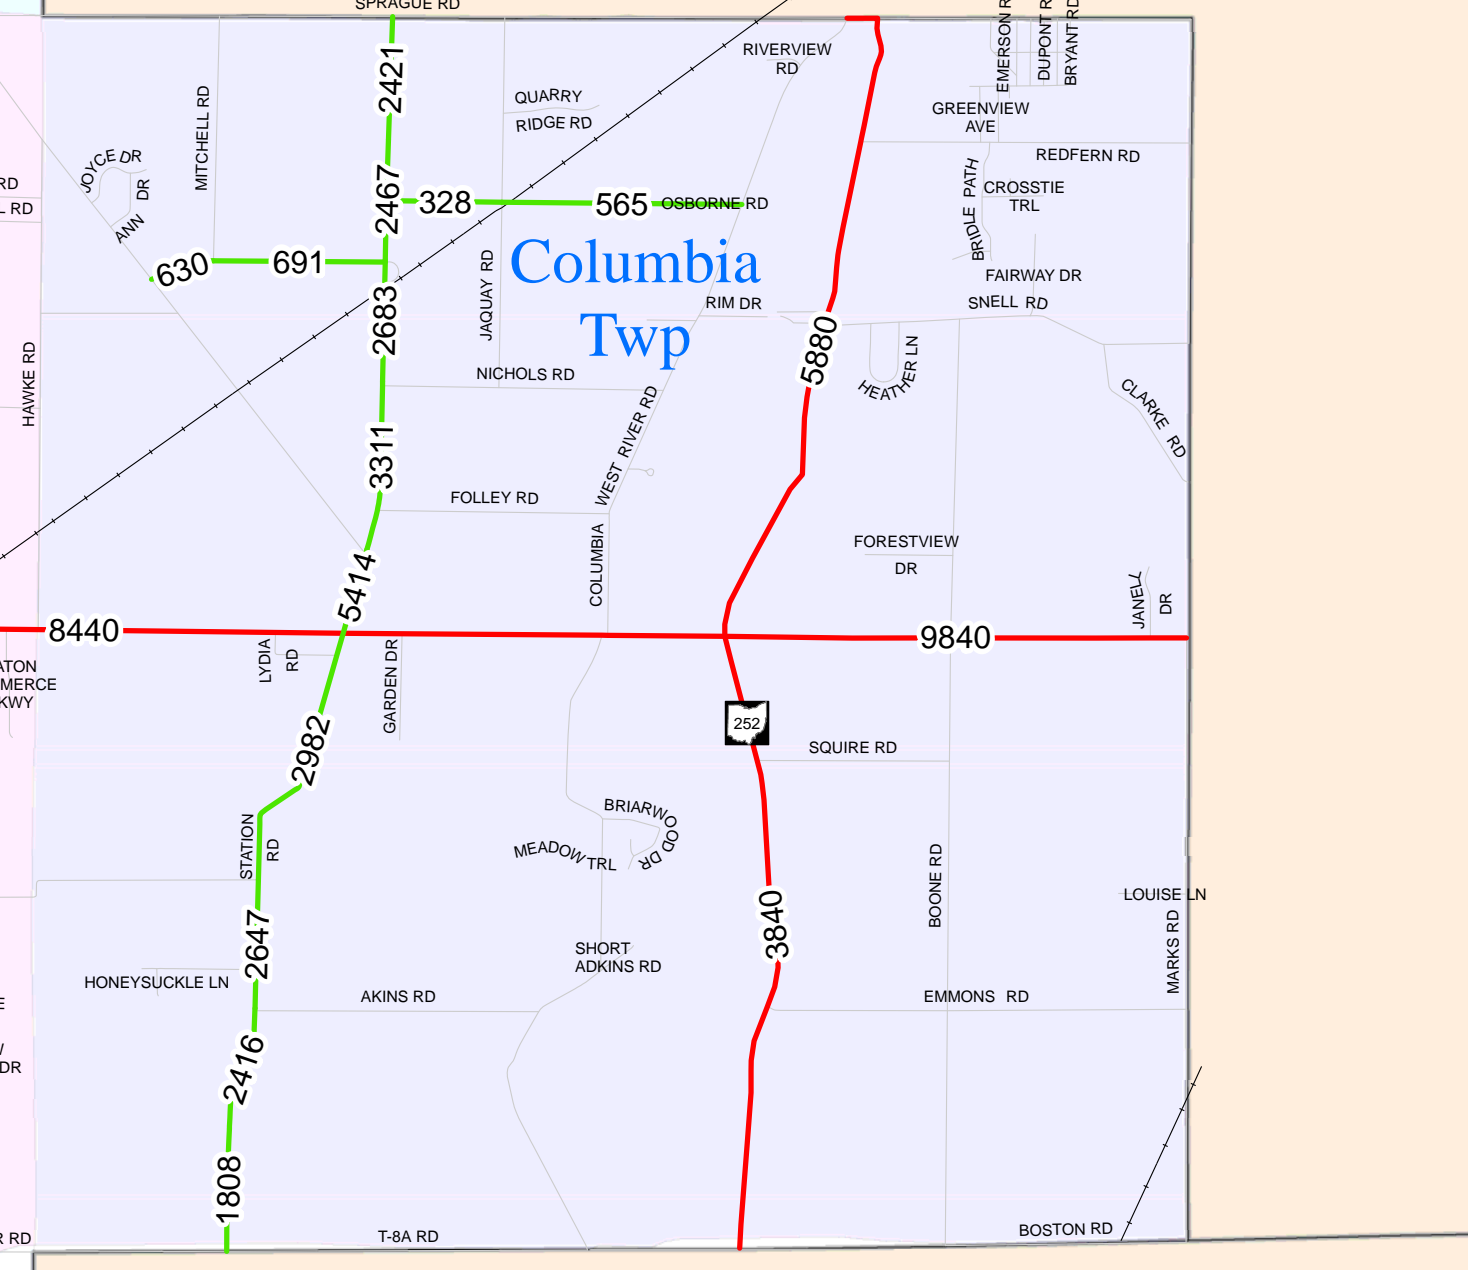 SPRAGUE RD
2421
RIVERVIEW
RD
EMERSON R
DUPONT R
BRYANT RD
MITCHELL RD
QUARRY
RIDGE RD
GREENVIEW
AVE
REDFERN RD
JOYCE DR
ANN DR
RD
L RD
2467
328
565
OSBORNE RD
BRIDLE PATH
CROSSTIE
TRL
630
691
JAQUAY RD
Columbia
Twp
FAIRWAY DR
RIM DR
SNELL RD
2683
5880
HAWKE RD
NICHOLS RD
HEATHER LN
CLARKE RD
3311
WEST RIVER RD
FOLLEY RD
COLUMBIA
FORESTVIEW
DR
5414
JANELL
DR
8440
9840
LYDIA
RD
GARDEN DR
ATON
MERCE
KWY
2982
252
SQUIRE RD
STATION
RD
BRIARWOOD DR
MEADOW TRL
BOONE RD
LOUISE LN
MARKS RD
3840
2647
SHORT
ADKINS RD
HONEYSUCKLE LN
AKINS RD
EMMONS RD
DR
2416
1808
R RD
T-8A RD
BOSTON RD